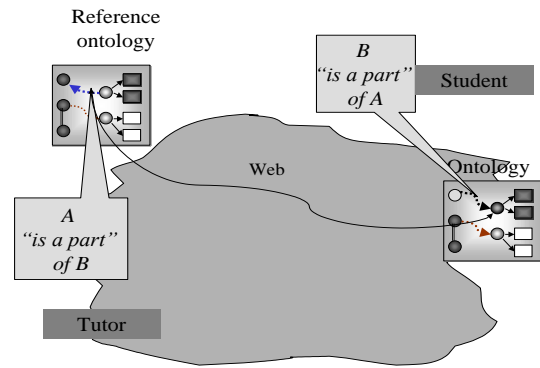 Reference
ontology
B
“is a part”
of A
Student
Web
Ontology
A
“is a part”
of B
Tutor